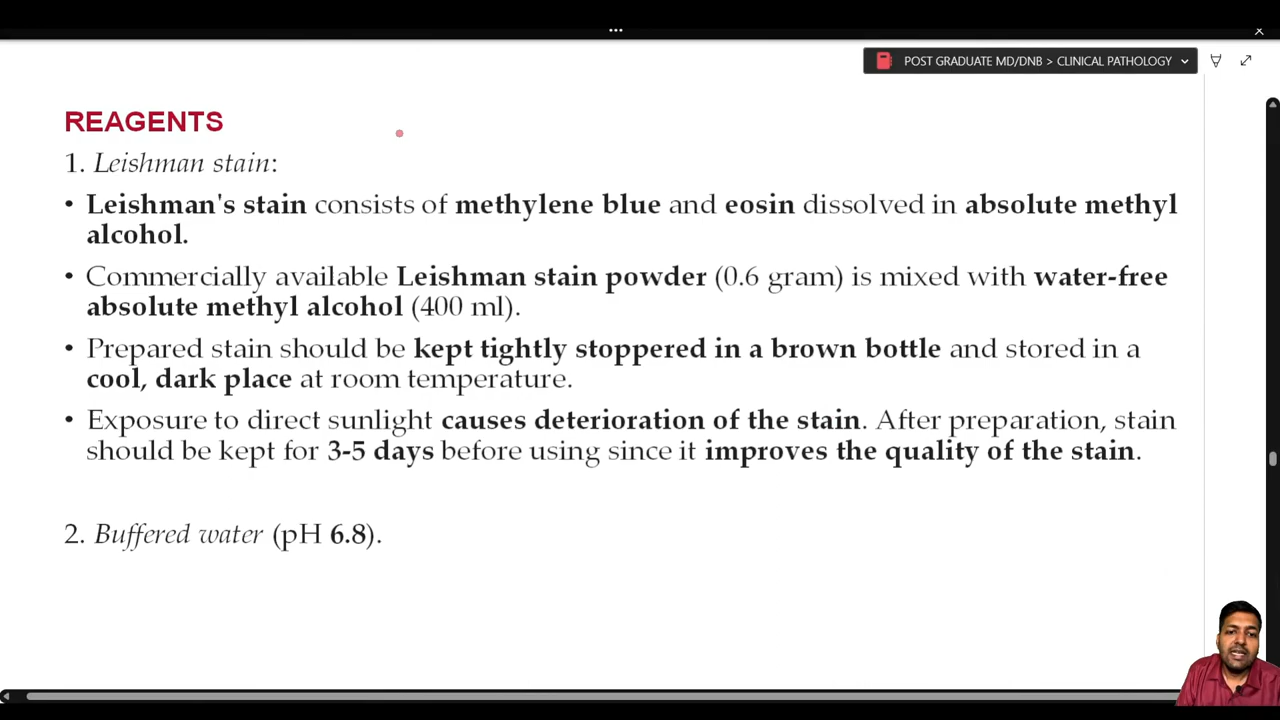 POST GRADUATE MD/DNB > CLINICAL PATHOLOGY
REAGENTS
1. Leishman stain:
• Leishman's stain consists of methylene blue and eosin dissolved in absolute methyl
alcohol.
• Commercially available Leishman stain powder (0.6 gram) is mixed with water-free
absolute methyl alcohol (400 ml).
• Prepared stain should be kept tightly stoppered in a brown bottle and stored in a
cool, dark place at room temperature.
• Exposure to direct sunlight causes deterioration of the stain. After preparation, stain
should be kept for 3-5 days before using since it improves the quality of the stain.
2. Buffered water (pH 6.8).